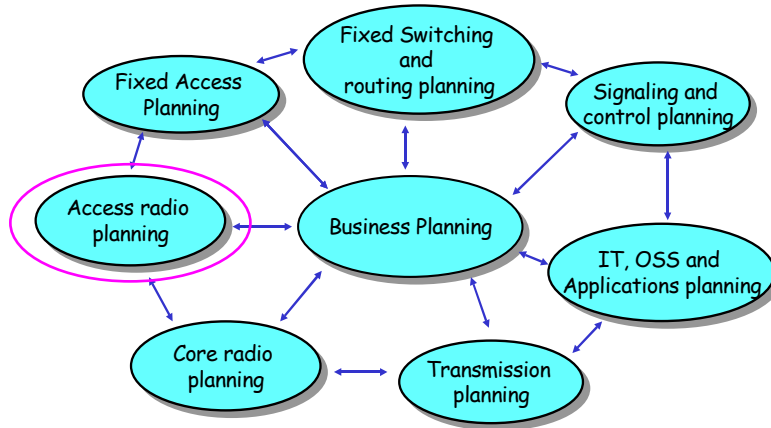 Fixed Switching
and
routing planning
Fixed Access
Planning
Signaling and
control planning
Access radio
planning
Business Planning
IT, OSS and
Applications planning
Core radio
planning
Transmission
planning